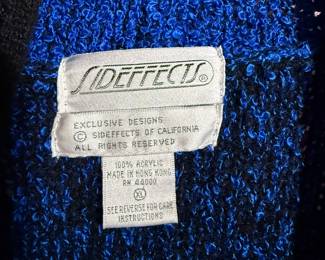 SIDEFFECTS®
EXCLUSIVE DESIGNS
© SIDEFFECTS OF CALIFORNIA
ALL RIGHTS RESERVED
100% ACRYLIC
MADE IN HONG KONG
RN 44000
XL
SEE REVERSE FOR CARE
INSTRUCTIONS